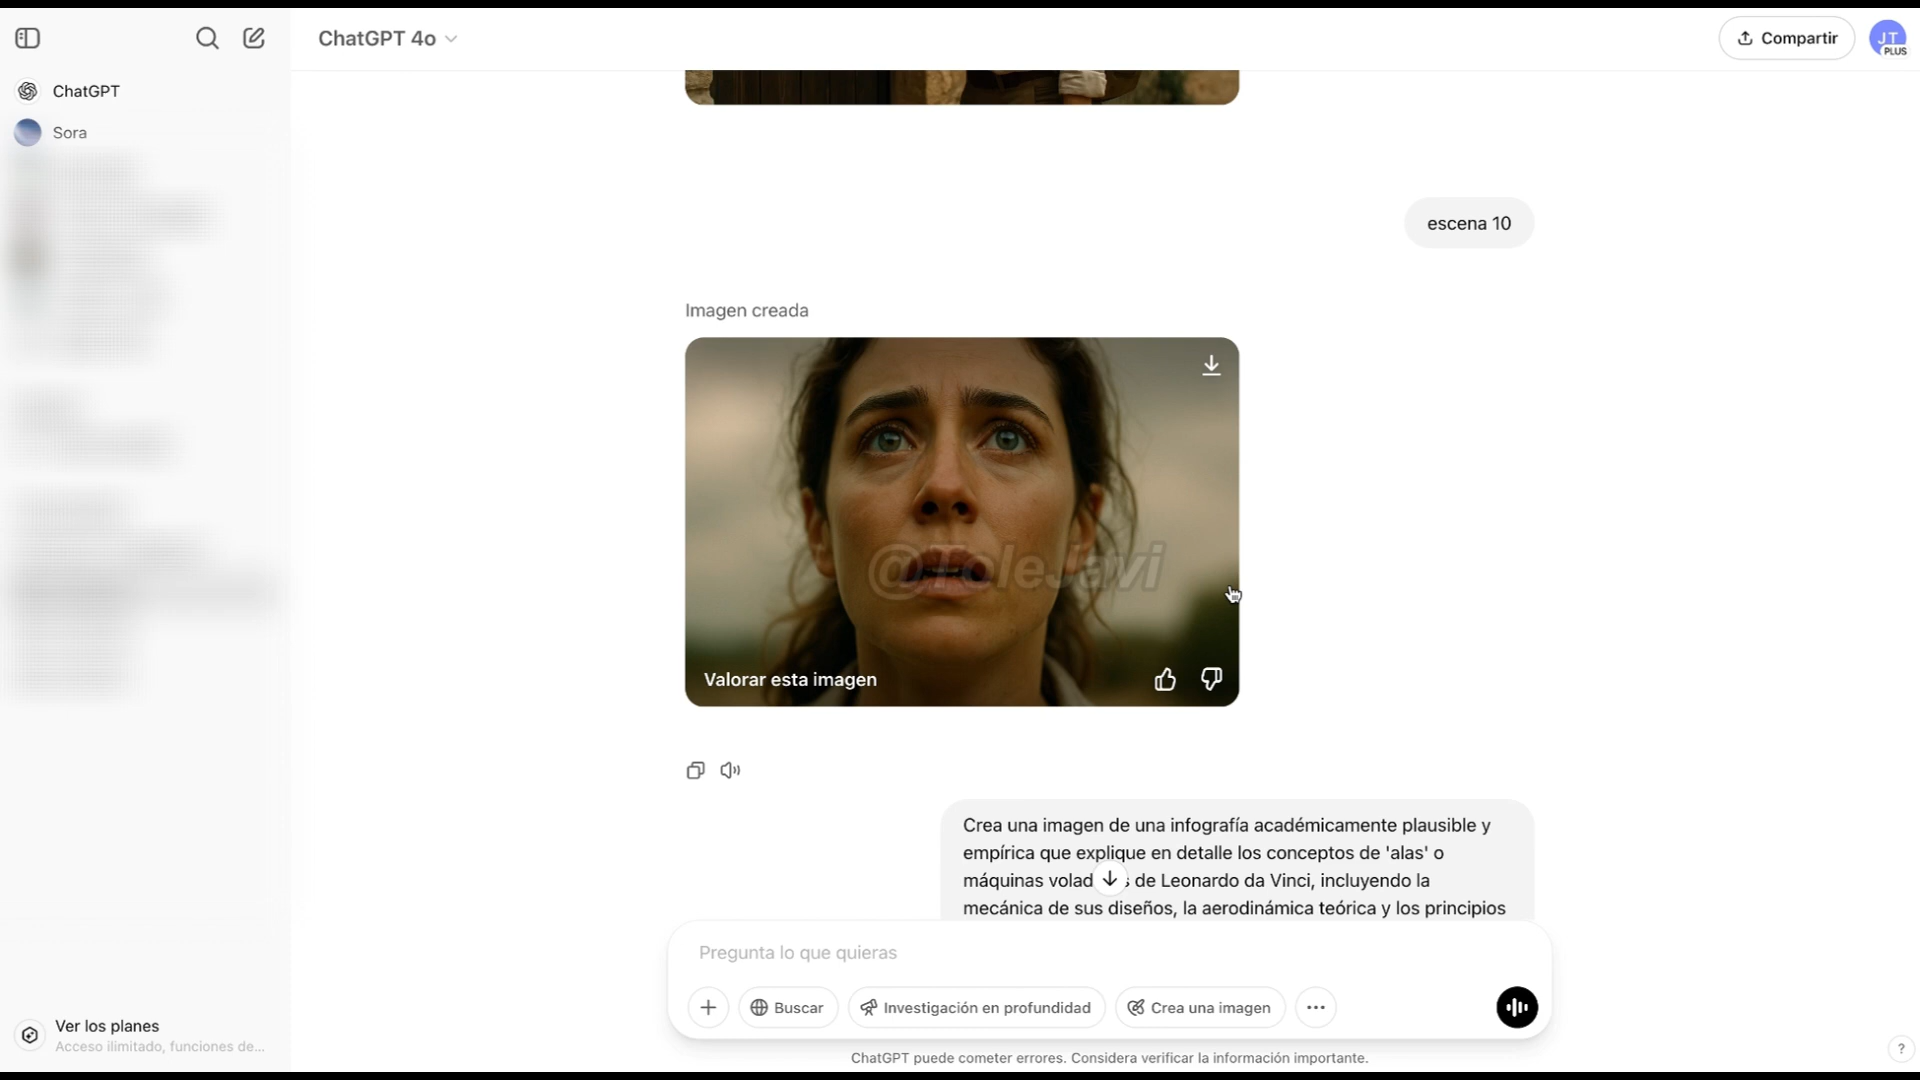 ChatGPT 4o
Compartir
JT
PLUS
ChatGPT
Sora
escena 10
Imagen creada
@TeleJavi
Valorar esta imagen
Crea una imagen de una infografía académicamente plausible y
empírica que explique en detalle los conceptos de 'alas' o
máquinas volad s de Leonardo da Vinci, incluyendo la
mecánica de sus diseños, la aerodinámica teórica y los principios
Pregunta lo que quieras
Buscar
Investigación en profundidad
Crea una imagen
Ver los planes
Acceso ilimitado, funciones de...
ChatGPT puede cometer errores. Considera verificar la información importante.
?